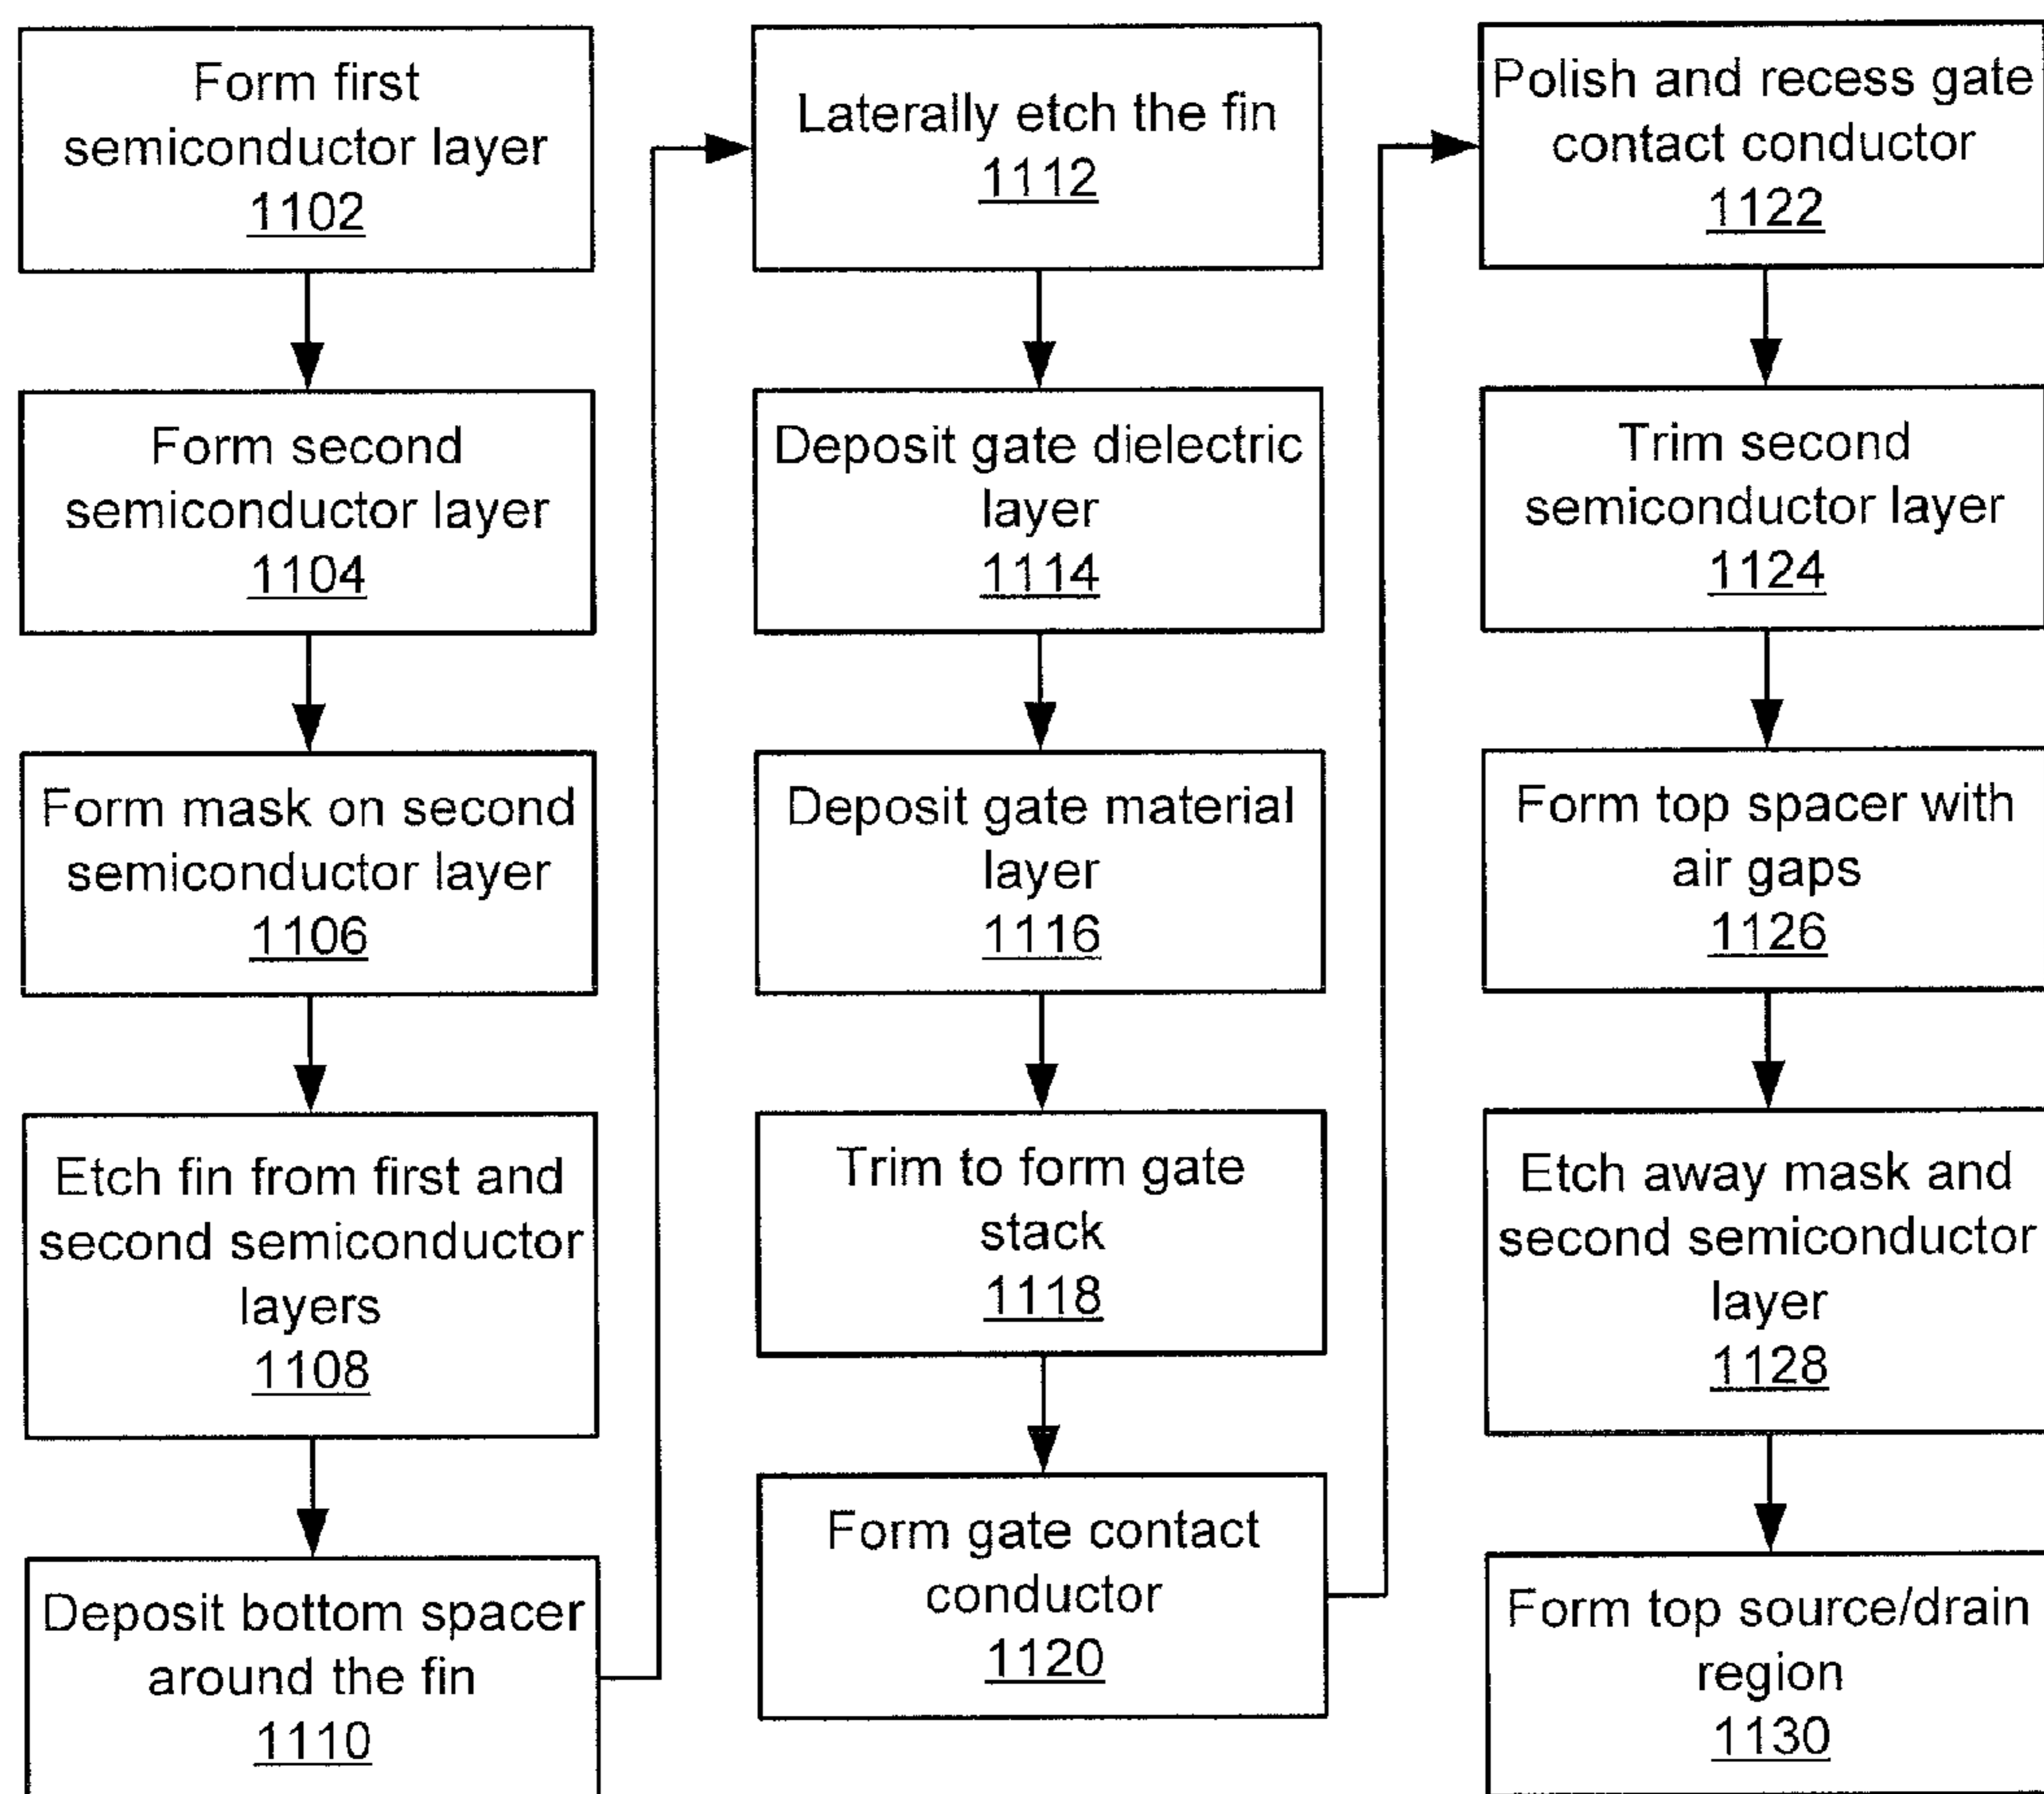 Form first
semiconductor layer
1102
Form second
semiconductor layer
1104
Form mask on second
semiconductor layer
1106
Etch fin from first and
second semiconductor
layers
1108
Deposit bottom spacer
around the fin
1110
Laterally etch the fin
1112
Deposit gate dielectric
layer
1114
Deposit gate material
layer
1116
Trim to form gate
stack
1118
Form gate contact
conductor
1120
Polish and recess gate
contact conductor
1122
Trim second
semiconductor layer
1124
Form top spacer with
air gaps
1126
Etch away mask and
second semiconductor
layer
1128
Form top source/drain
region
1130